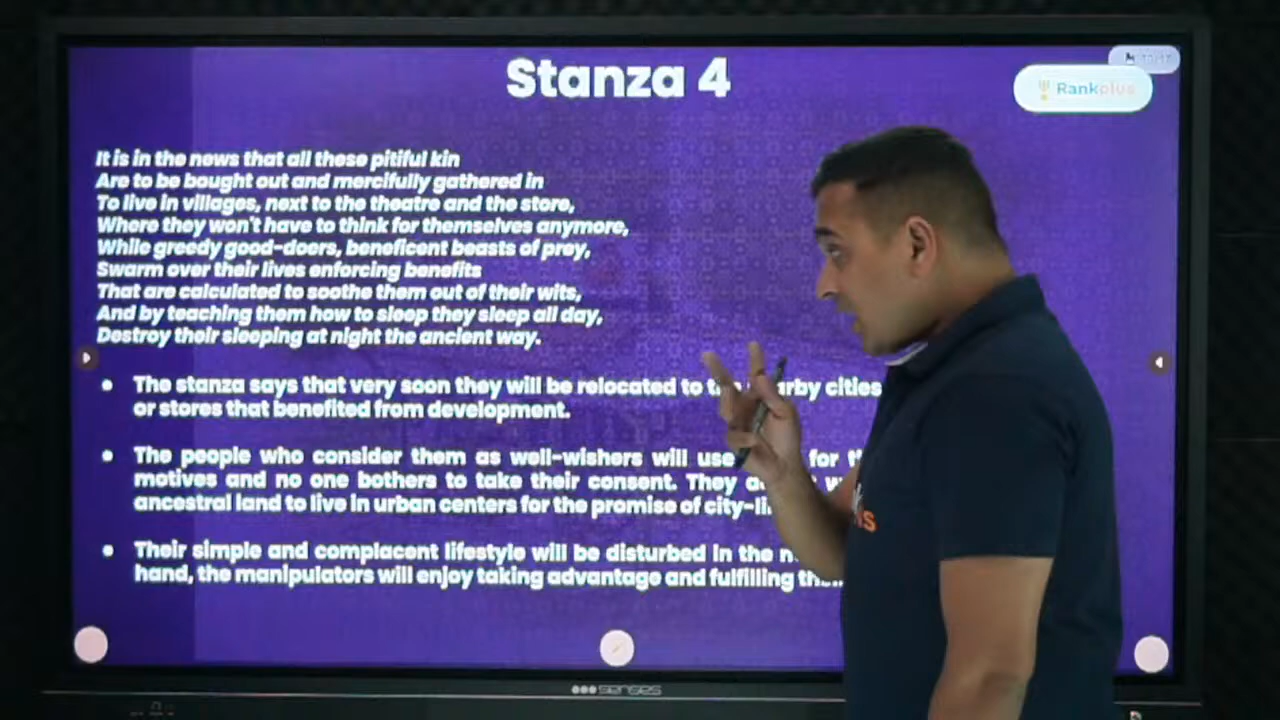 Stanza 4
Rankplus
It is in the news that all these pitiful kin
Are to be bought out and mercifully gathered in
To live in villages, next to the theatre and the store,
Where they won't have to think for themselves anymore,
While greedy good-doers, beneficent beasts of prey,
Swarm over their lives enforcing benefits
That are calculated to soothe them out of their wits,
And by teaching them how to sleep they sleep all day,
Destroy their sleeping at night the ancient way.
The stanza says that very soon they will be relocated to cities
or stores that benefited from development.
The people who consider them as well-wishers will use for
motives and no one bothers to take their consent. They
ancestral land to live in urban centers for the promise of
Their simple and complacent lifestyle will be disturbed in the
hand, the manipulators will enjoy taking advantage and fulfilling
senses